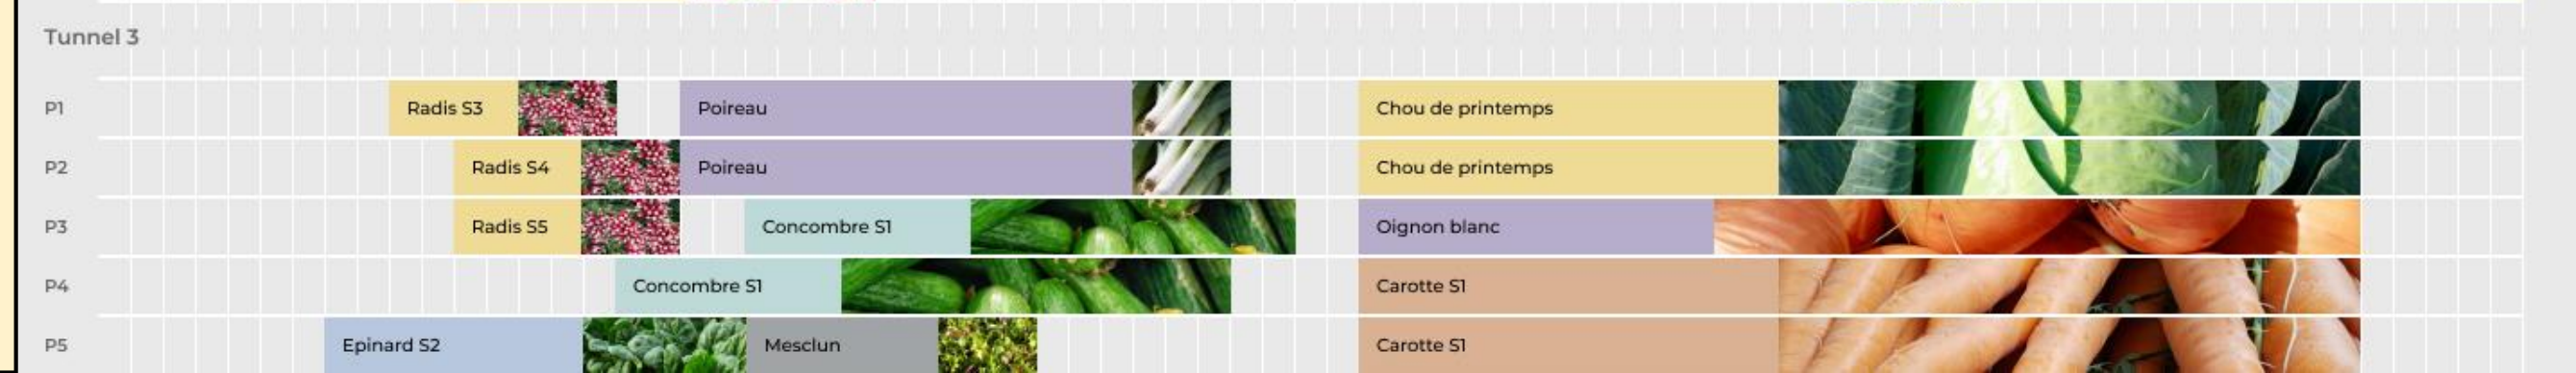 Tunnel 3
P1 Radis S3 Poireau Chou de printemps
P2 Radis S4 Poireau Chou de printemps
P3 Radis S5 Concombre S1 Oignon blanc
P4 Concombre S1 Carotte S1
P5 Epinard S2 Mesclun Carotte S1